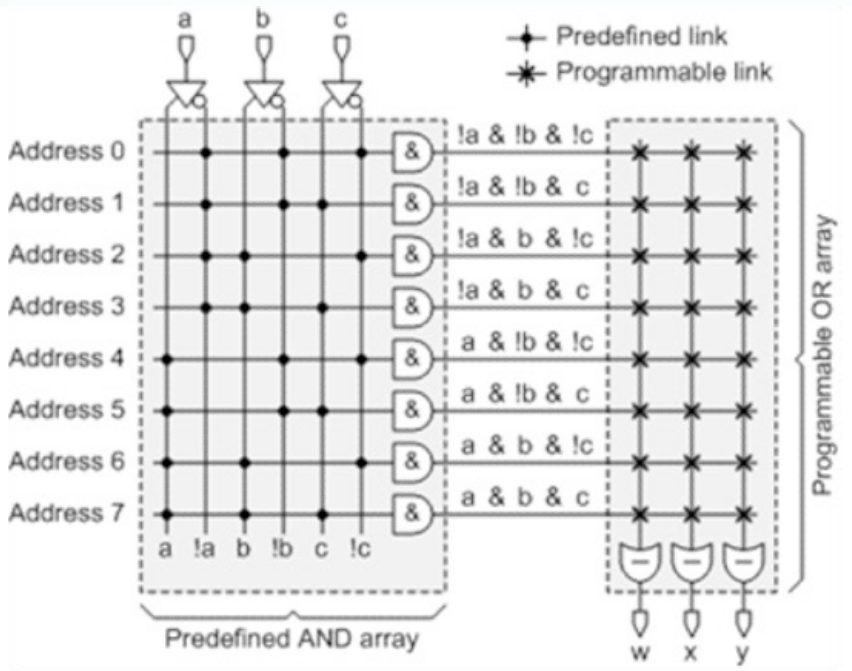 a b c
Predefined link
Programmable link
Address 0 & !a & !b & !c
Address 1 & !a & !b & c
Address 2 & !a & b & !c
Address 3 & !a & b & c
Address 4 & a & !b & !c
Address 5 & a & !b & c
Address 6 & a & b & !c
Address 7 & a & b & c
a !a b !b c !c
Predefined AND array
Programmable OR array
w x y